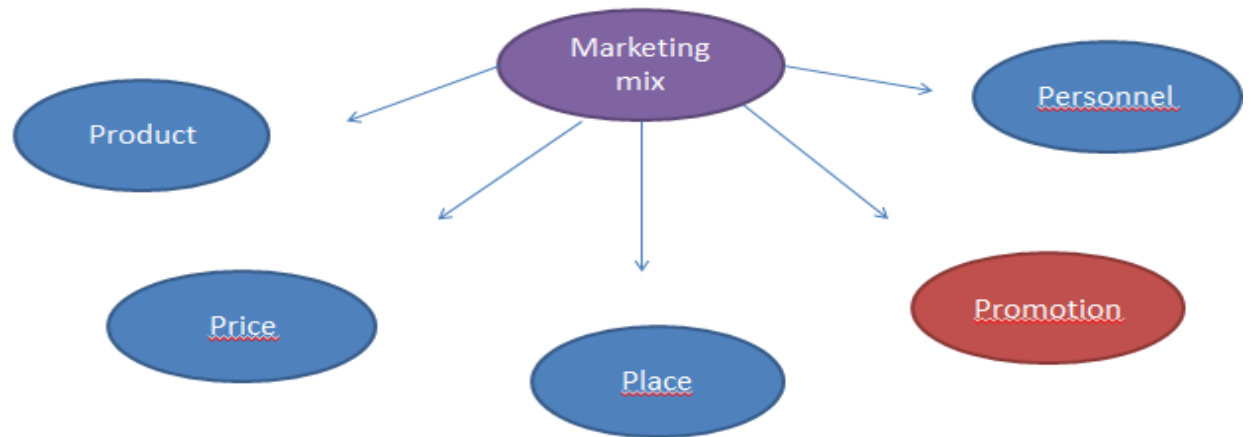 Marketing
mix
Personnel
Product
Promotion
Price
Place